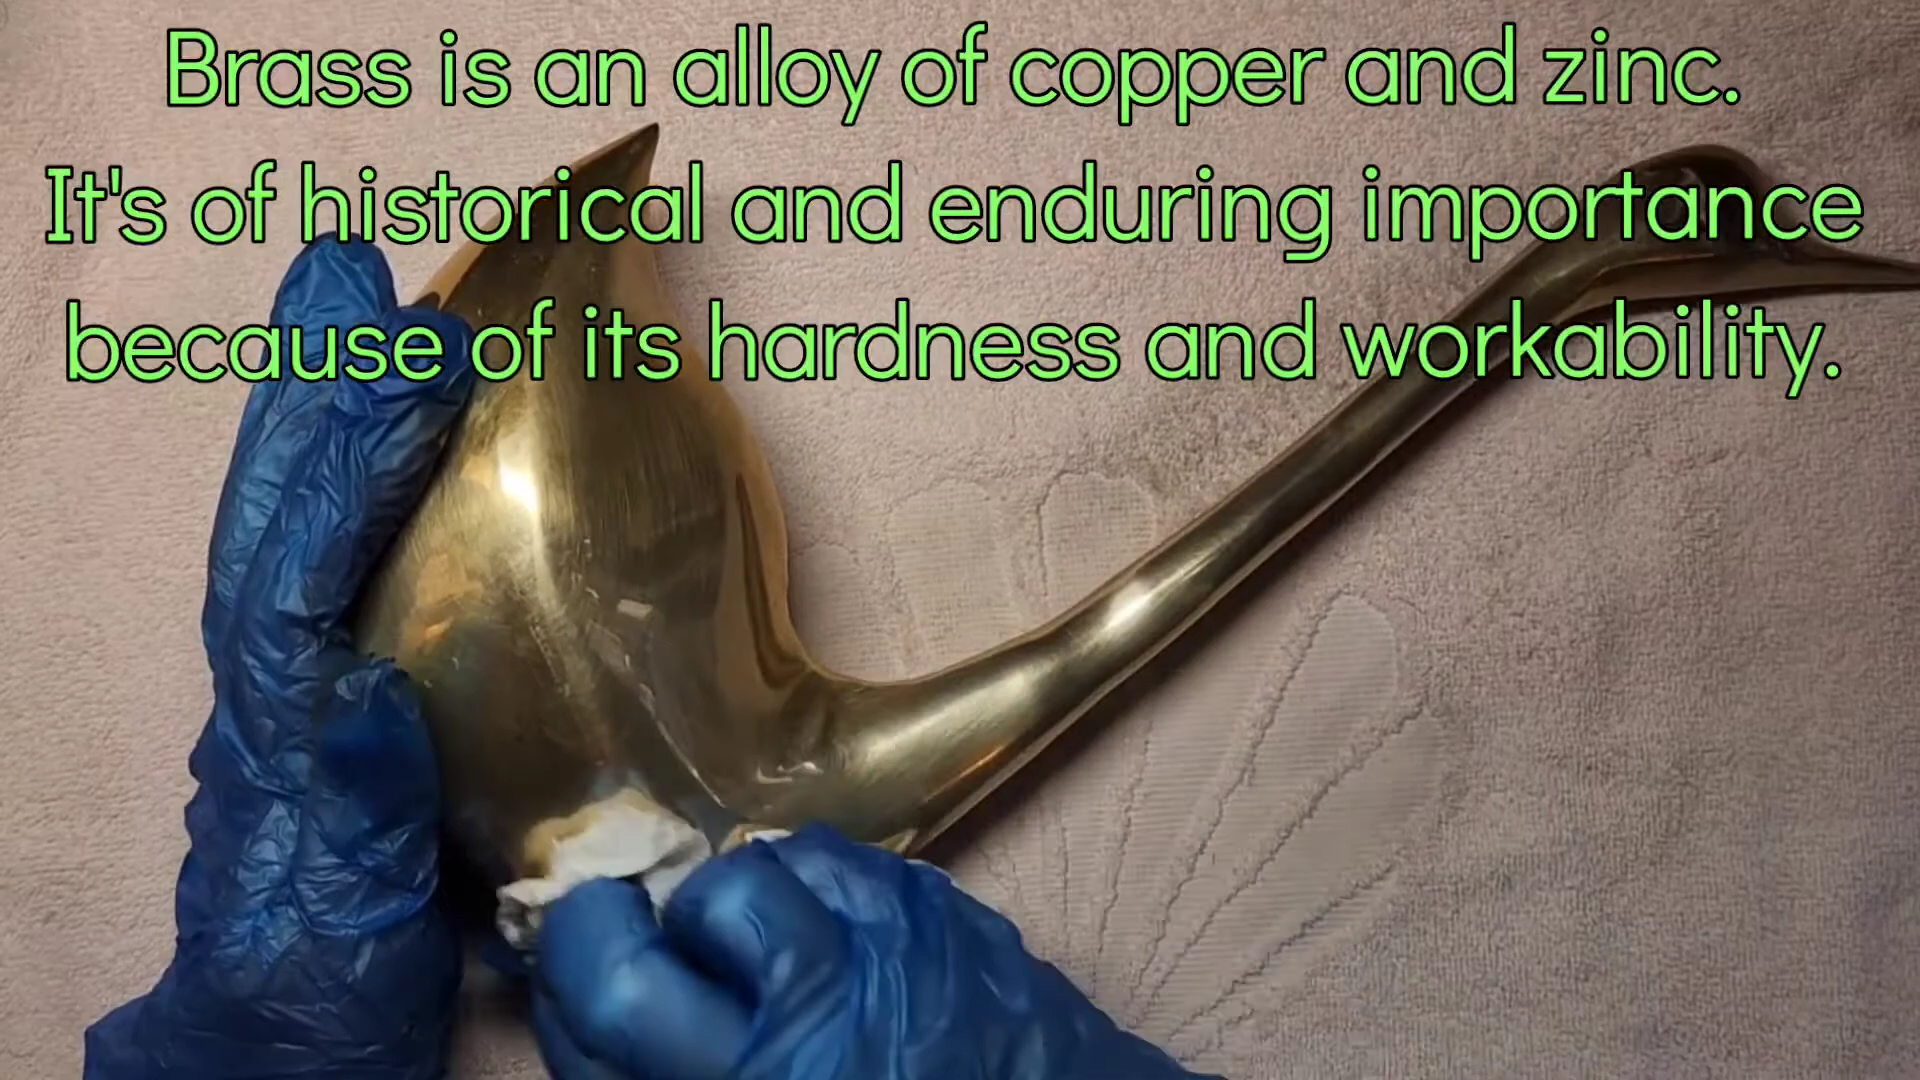 Brass is an alloy of copper and zinc.
It's of historical and enduring importance
because of its hardness and workability.